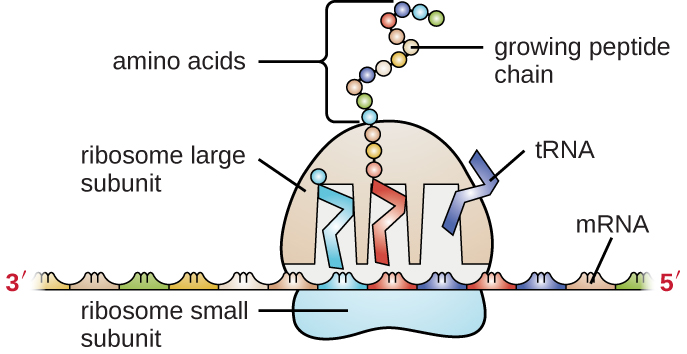 amino acids
growing peptide
chain
ribosome large
subunit
tRNA
mRNA
3′
5′
ribosome small
subunit